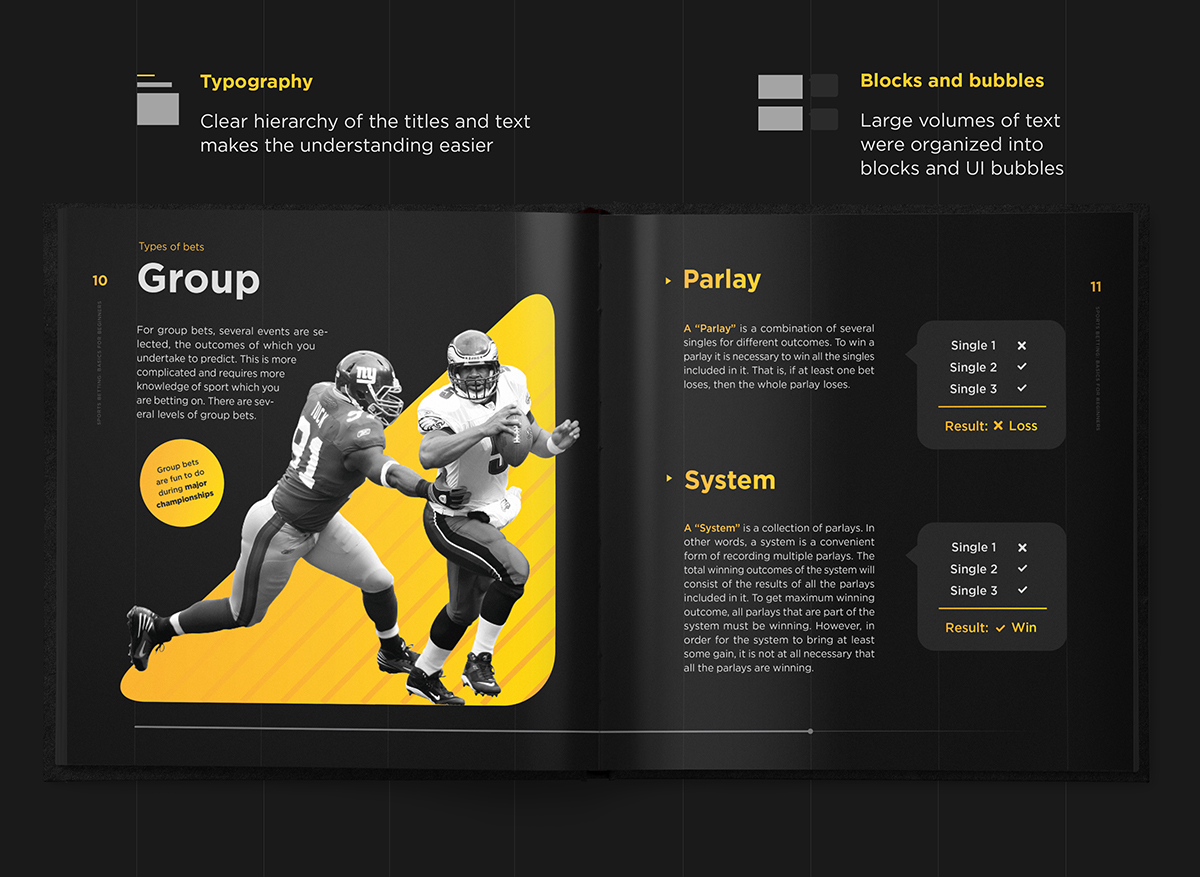 Typography
Clear hierarchy of the titles and text
makes the understanding easier
Blocks and bubbles
Large volumes of text
were organized into
blocks and UI bubbles
10
SPORTS BETTING: BASICS FOR BEGINNERS
Types of bets
Group
For group bets, several events are se-
lected, the outcomes of which you
undertake to predict. This is more
complicated and requires more
knowledge of sport which you
are betting on. There are sev-
eral levels of group bets.
Group bets
are fun to do
during major
championships
ny
TUCK
91
5
Parlay
A “Parlay” is a combination of several
singles for different outcomes. To win a
parlay it is necessary to win all the singles
included in it. That is, if at least one bet
loses, then the whole parlay loses.
Single 1 ✕
Single 2 ✓
Single 3 ✓
Result: ✕ Loss
System
A “System” is a collection of parlays. In
other words, a system is a convenient
form of recording multiple parlays. The
total winning outcomes of the system will
consist of the results of all the parlays
included in it. To get maximum winning
outcome, all parlays that are part of the
system must be winning. However, in
order for the system to bring at least
some gain, it is not at all necessary that
all the parlays are winning.
Single 1 ✕
Single 2 ✓
Single 3 ✓
Result: ✓ Win
11
SPORTS BETTING: BASICS FOR BEGINNERS